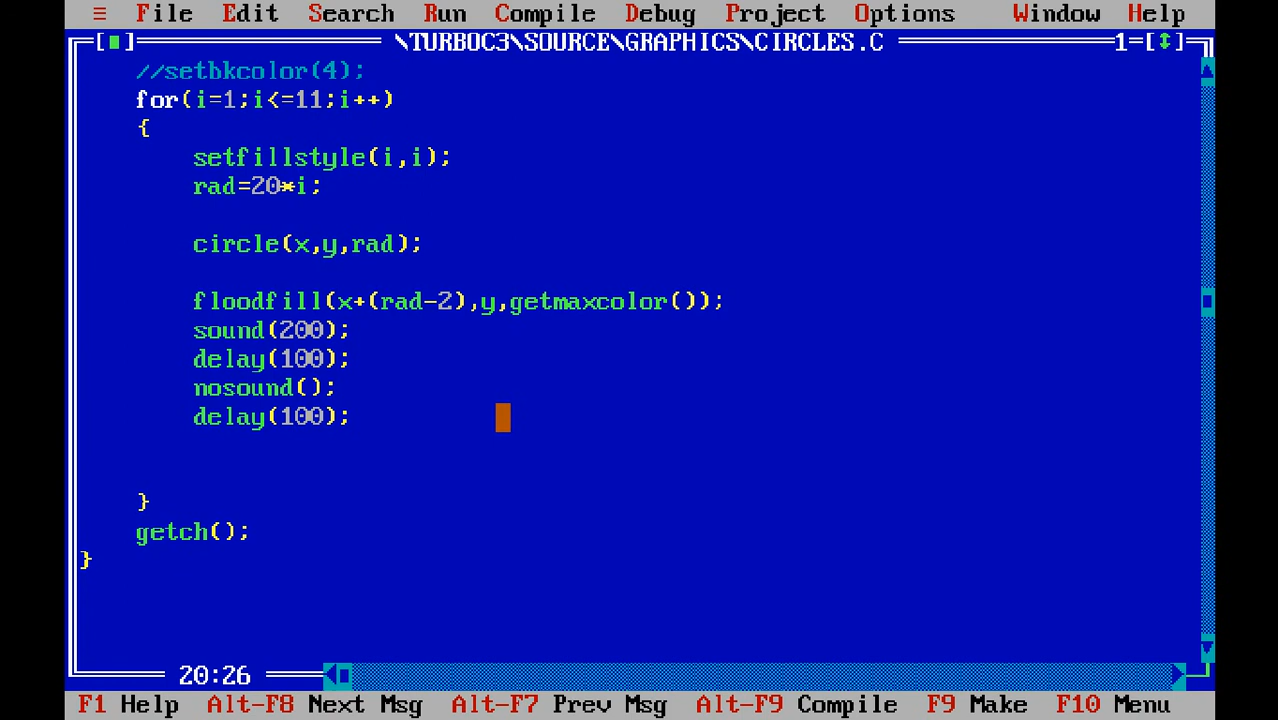 ≡ File Edit Search Run Compile Debug Project Options Window Help
[■] \TURBOC3\SOURCE\GRAPHICS\CIRCLES.C 1=[↕]
//setbkcolor(4);
for(i=1;i<=11;i++)
{
setfillstyle(i,i);
rad=20*i;
circle(x,y,rad);
floodfill(x+(rad-2),y,getmaxcolor());
sound(200);
delay(100);
nosound();
delay(100);
}
getch();
}
20:26
F1 Help Alt-F8 Next Msg Alt-F7 Prev Msg Alt-F9 Compile F9 Make F10 Menu